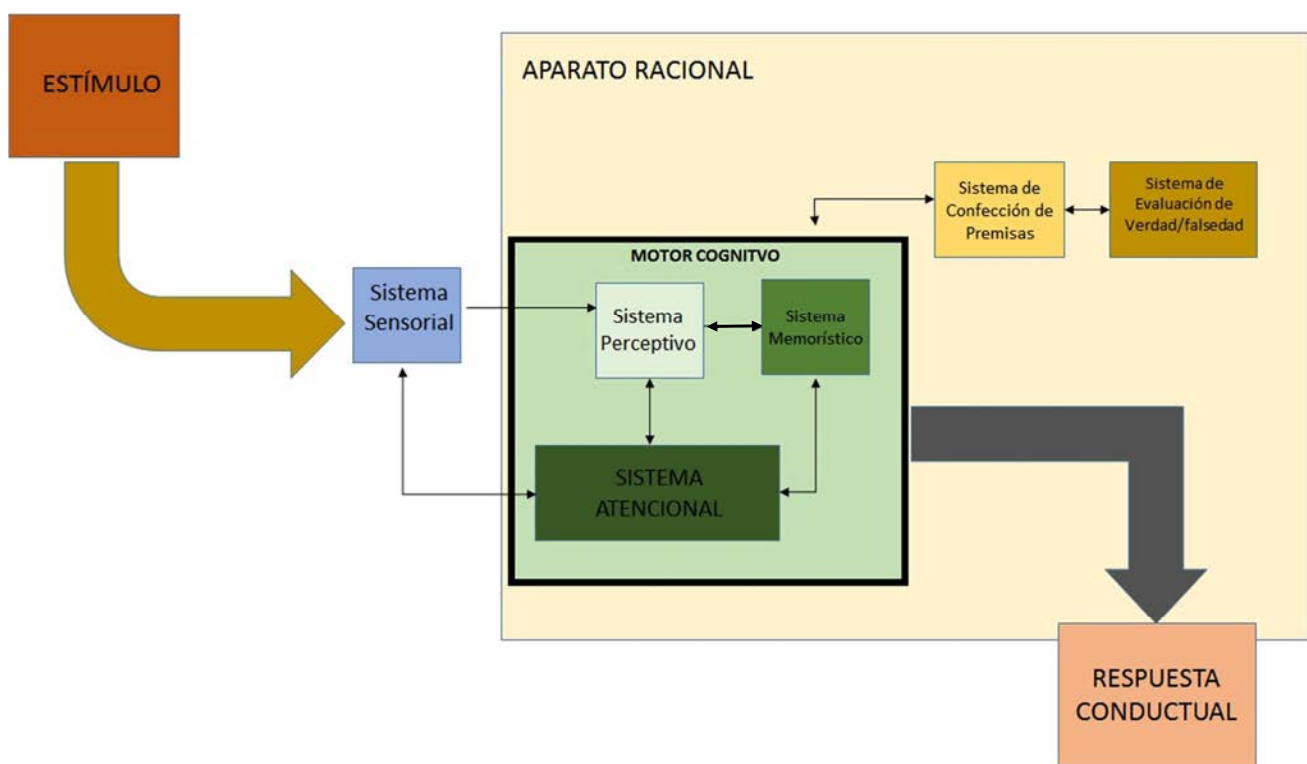 ESTÍMULO
APARATO RACIONAL
Sistema de
Confección de
Premisas
Sistema de
Evaluación de
Verdad/falsedad
MOTOR COGNITVO
Sistema
Sensorial
Sistema
Perceptivo
Sistema
Memorístico
SISTEMA
ATENCIONAL
RESPUESTA
CONDUCTUAL